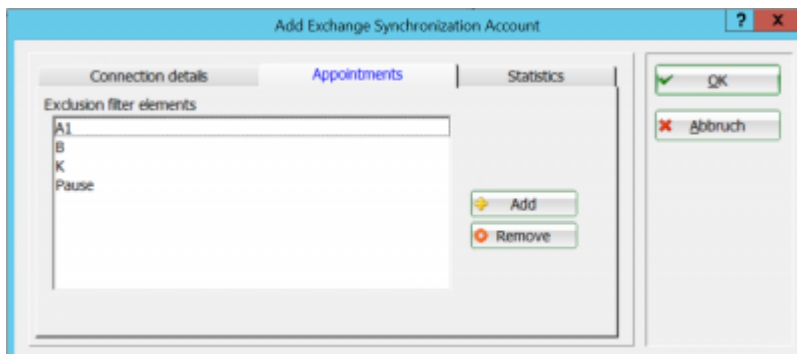 Add Exchange Synchronization Account
? X
Connection details Appointments Statistics
Exclusion filter elements
A1
B
K
Pause
Add
Remove
OK
Abbruch